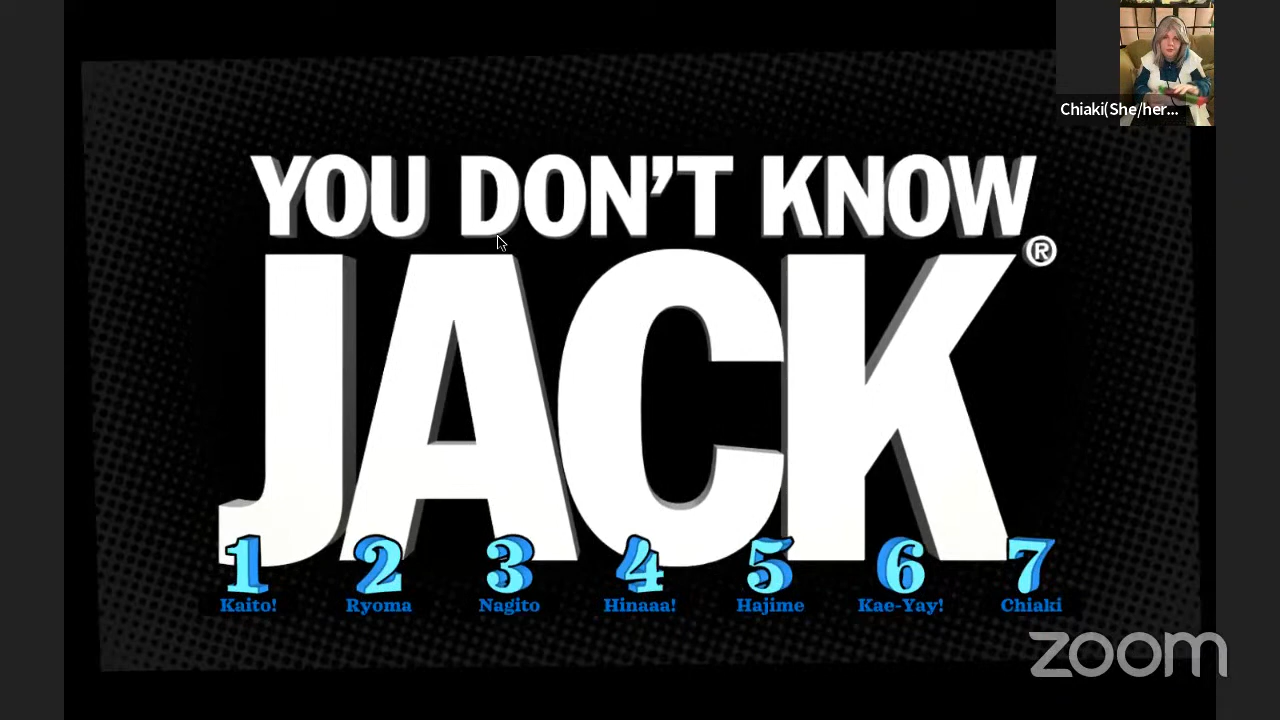 Chiaki(She/her...
YOU DON'T KNOW
JACK®
1 2 3 4 5 6 7
Kaito! Ryoma Nagito Hinaaa! Hajime Kae-Yay! Chiaki
zoom